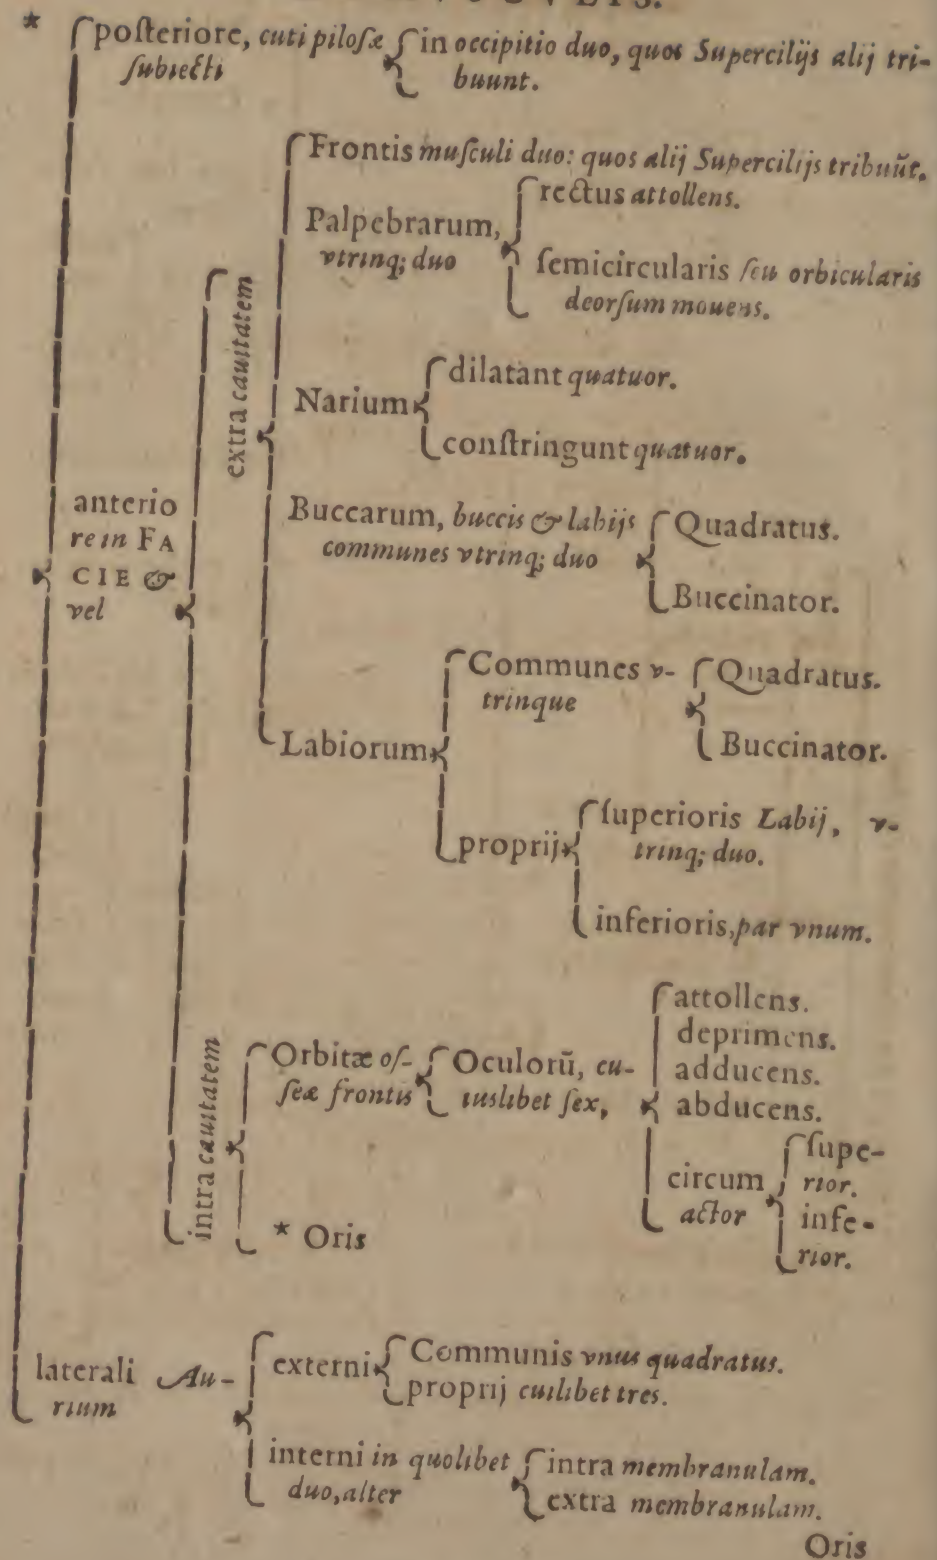 * posteriore, cuti pilosæ
subiecti
in occipitio duo, quos Supercilijs alij tri-
buunt.
anterio
re in FA
CIE &
vel
extra cauitatem
Frontis musculi duo: quos alij Supercilijs tribuũt.
Palpebrarum,
vtrinq; duo
rectus attollens.
semicircularis seu orbicularis
deorsum mouens.
Narium
dilatant quatuor.
constringunt quatuor.
Buccarum, buccis & labijs
communes vtrinq; duo
Quadratus.
Buccinator.
Labiorum
Communes v-
trinque
Quadratus.
Buccinator.
proprij
superioris Labij, v-
trinq; duo.
inferioris, par vnum.
intra cauitatem
Orbitæ os-
seæ frontis
Oculorũ, cu-
iuslibet sex,
attollens.
deprimens.
adducens.
abducens.
circum
actor
supe-
rior.
infe-
rior.
* Oris
laterali Au-
rium
externi
Communis vnus quadratus.
proprij cuilibet tres.
interni in quolibet
duo, alter
intra membranulam.
extra membranulam.
Oris